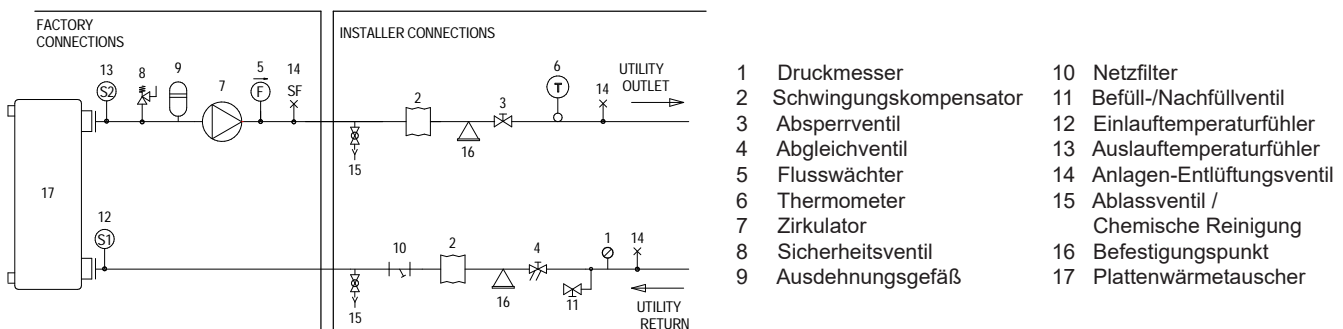 FACTORY
CONNECTIONS
INSTALLER CONNECTIONS
13
8
9
7
5
14
S2
F
SF
2
3
6
T
14
UTILITY
OUTLET
15
16
17
12
S1
10
2
4
1
14
15
16
11
UTILITY
RETURN
1 Druckmesser
2 Schwingungskompensator
3 Absperrventil
4 Abgleichventil
5 Flusswächter
6 Thermometer
7 Zirkulator
8 Sicherheitsventil
9 Ausdehnungsgefäß
10 Netzfilter
11 Befüll-/Nachfüllventil
12 Einlauftemperaturfühler
13 Auslauftemperaturfühler
14 Anlagen-Entlüftungsventil
15 Ablassventil /
Chemische Reinigung
16 Befestigungspunkt
17 Plattenwärmetauscher